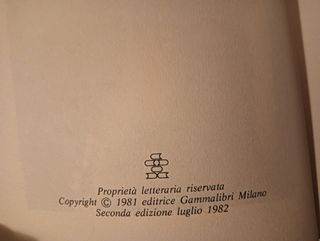 Proprietà letteraria riservata
Copyright © 1981 editrice Gammalibri Milano
Seconda edizione luglio 1982